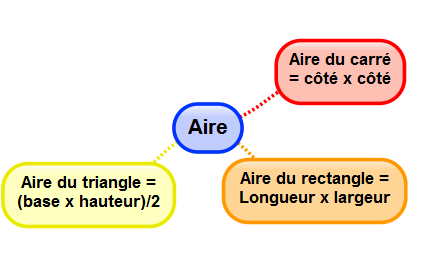 Aire du carré
= côté x côté
Aire
Aire du triangle =
(base x hauteur)/2
Aire du rectangle =
Longueur x largeur